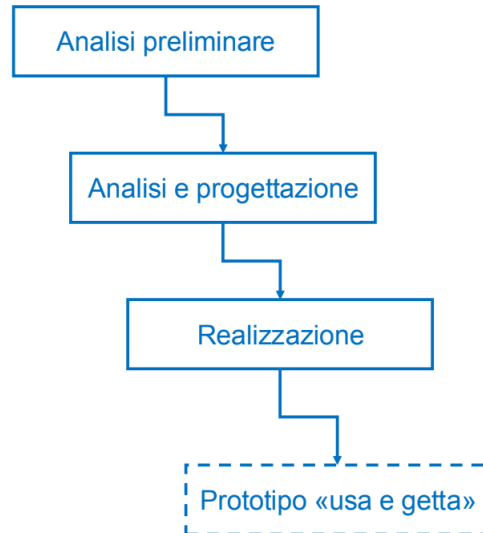 Analisi preliminare
Analisi e progettazione
Realizzazione
Prototipo «usa e getta»